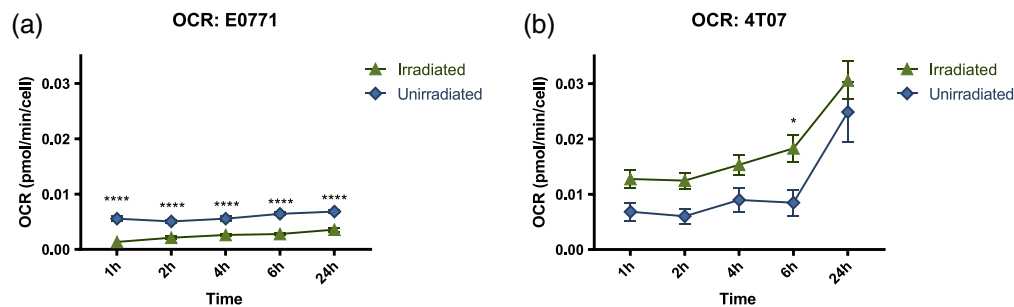 (a)
OCR: E0771
Irradiated
Unirradiated
OCR (pmol/min/cell)
0.03
0.02
0.01
0.00
**** **** **** **** ****
1h 2h 4h 6h 24h
Time
(b)
OCR: 4T07
Irradiated
Unirradiated
OCR (pmol/min/cell)
0.03
0.02
0.01
0.00
*
1h 2h 4h 6h 24h
Time